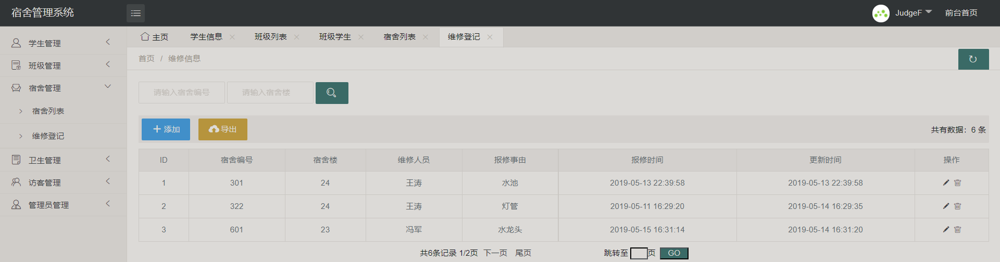 宿舍管理系统
JudgeF
前台首页
学生管理
班级管理
宿舍管理
宿舍列表
维修登记
卫生管理
访客管理
管理员管理
主页 学生信息 班级列表 班级学生 宿舍列表 维修登记
首页 / 维修信息
请输入宿舍编号 请输入宿舍楼
添加 导出 共有数据：6 条
ID 宿舍编号 宿舍楼 维修人员 报修事由 报修时间 更新时间 操作
1 301 24 王涛 水池 2019-05-13 22:39:58 2019-05-13 22:39:58
2 322 24 王涛 灯管 2019-05-11 16:29:20 2019-05-14 16:29:35
3 601 23 冯军 水龙头 2019-05-15 16:31:14 2019-05-14 16:31:20
共6条记录 1/2页 下一页 尾页 跳转至 页 GO